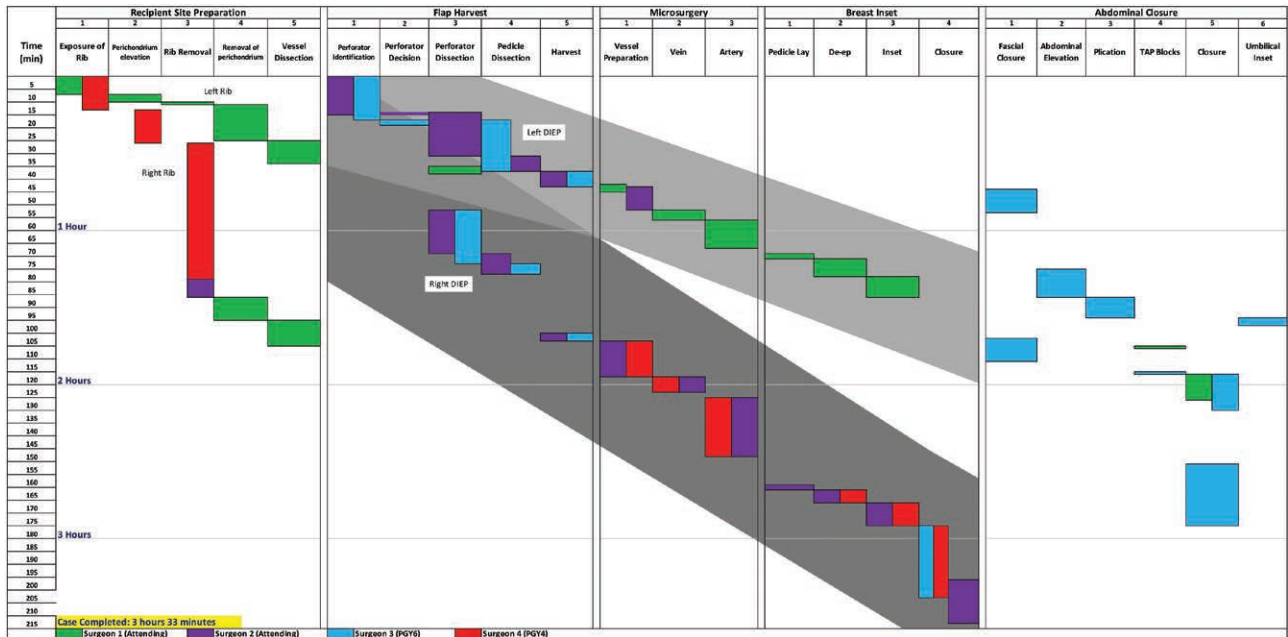 Recipient Site Preparation
Flap Harvest
Microsurgery
Breast Inset
Abdominal Closure
1 2 3 4 5
1 2 3 4 5
1 2 3
1 2 3 4
1 2 3 4 5 6
Time
(min)
Exposure of
Rib
Perichondrium
elevation
Rib Removal
Removal of
perichondrium
Vessel
Dissection
Perforator
Identification
Perforator
Decision
Perforator
Dissection
Pedicle
Dissection
Harvest
Vessel
Preparation
Vein
Artery
Pedicle Lay
De-ep
Inset
Closure
Fascial
Closure
Abdominal
Elevation
Plication
TAP Blocks
Closure
Umbilical
Inset
5
Left Rib
10
15
20
Left DIEP
25
30
35
Right Rib
40
45
50
55
1 Hour
60
65
70
75
80
Right DIEP
85
90
95
100
105
110
115
2 Hours
120
125
130
135
140
145
150
155
160
165
170
175
3 Hours
180
185
190
195
200
205
210
Case Completed: 3 hours 33 minutes
215
Surgeon 1 (Attending)
Surgeon 2 (Attending)
Surgeon 3 (PGY6)
Surgeon 4 (PGY4)